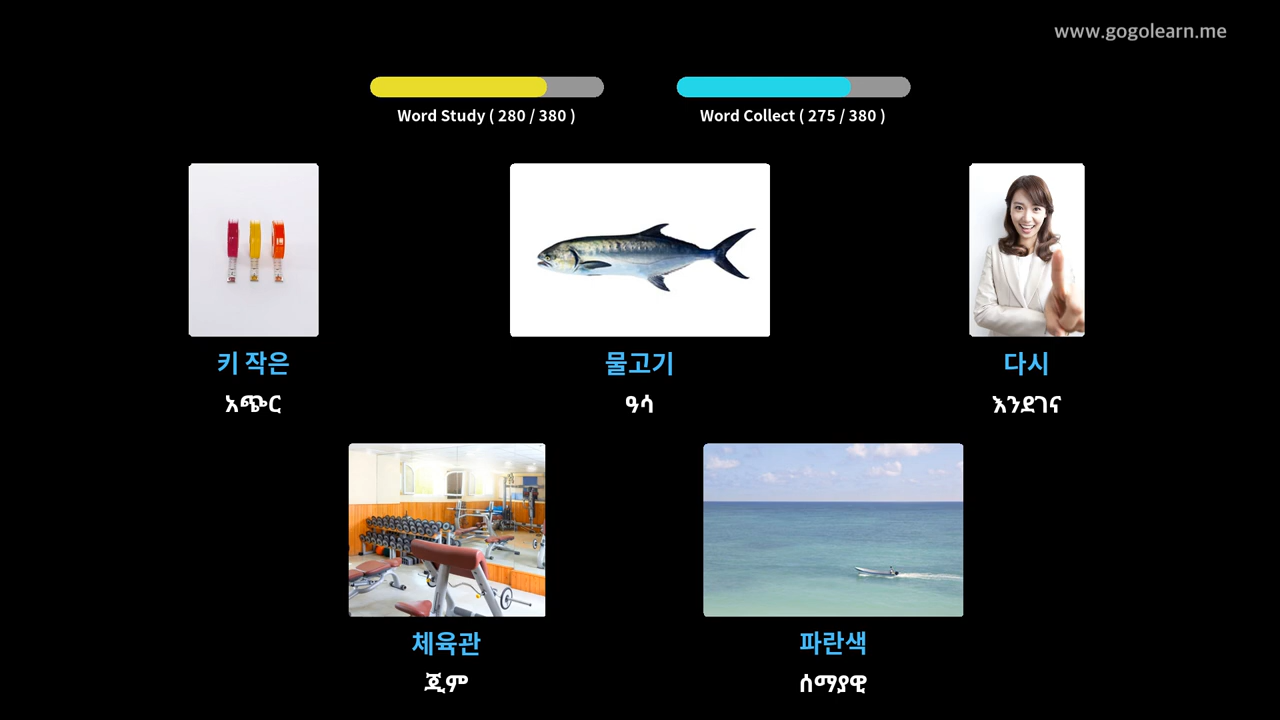 www.gogolearn.me
Word Study ( 280 / 380 )
Word Collect ( 275 / 380 )
키 작은
አጭር
물고기
ዓሳ
다시
እንደገና
체육관
ጂም
파란색
ሰማያዊ